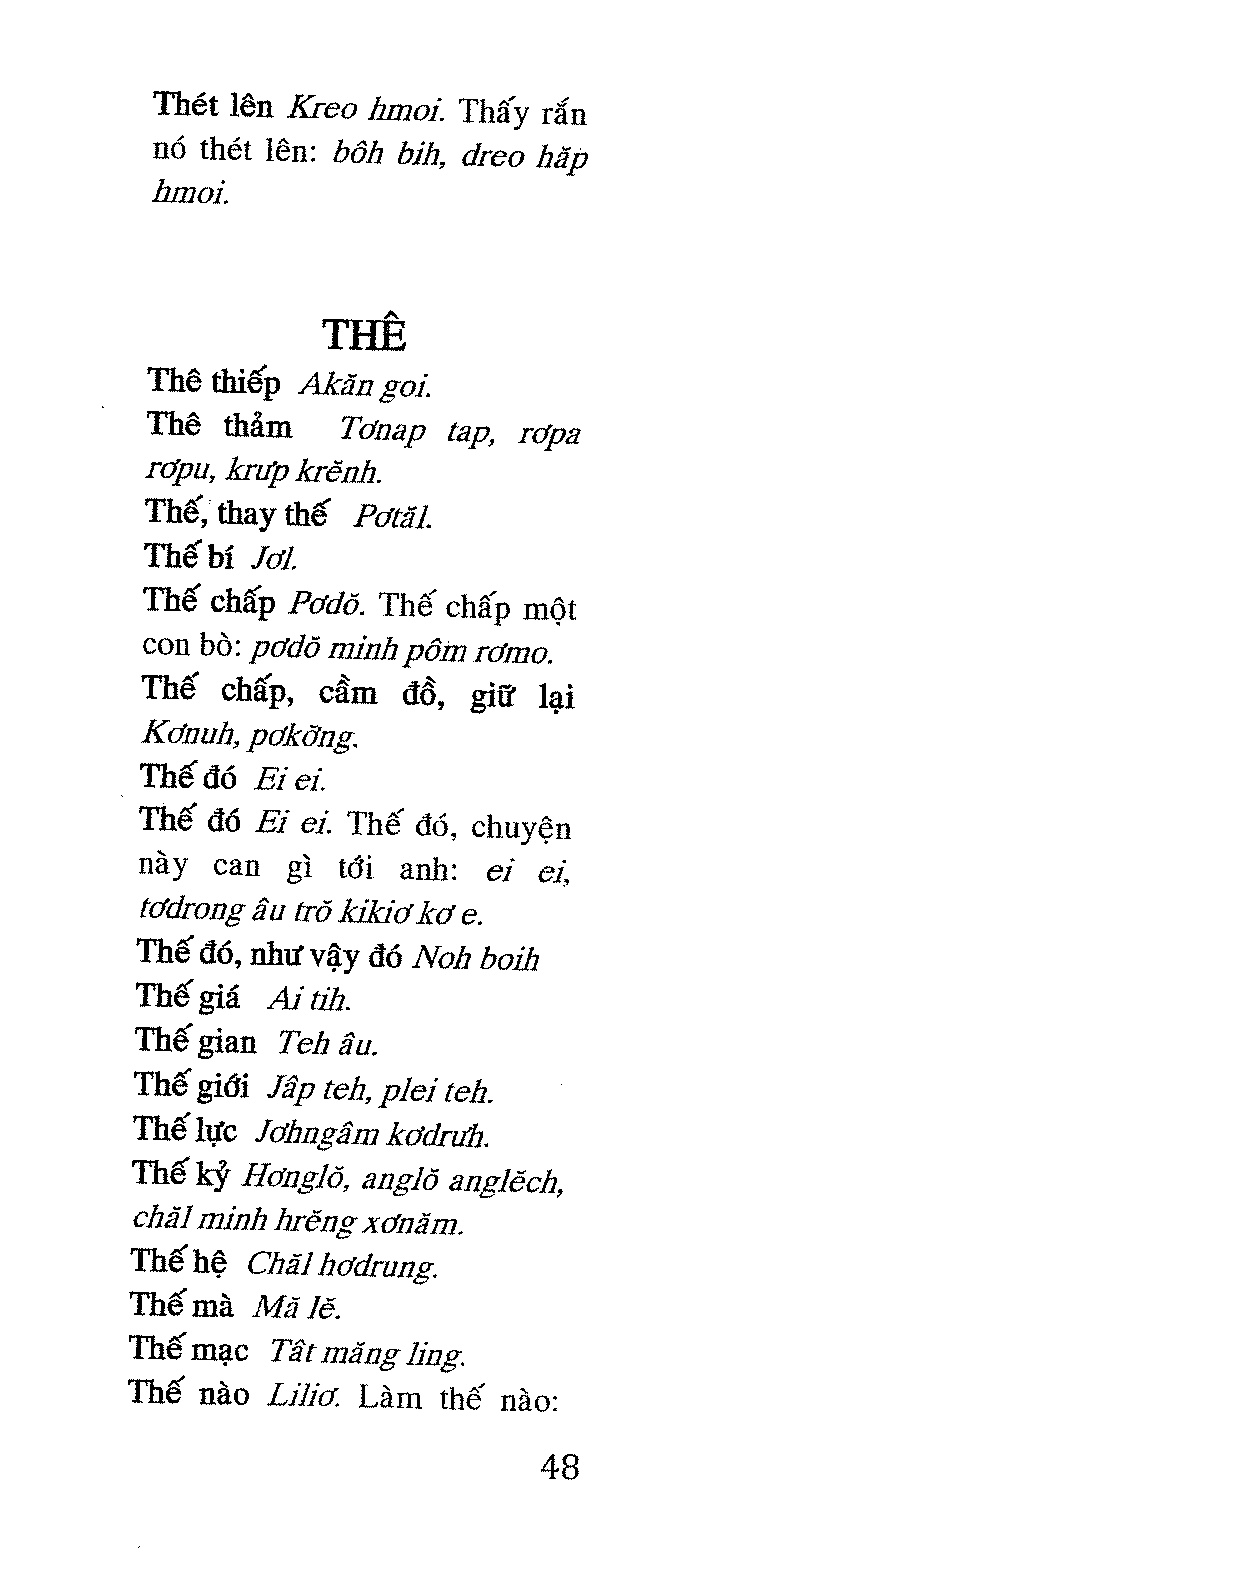 Thét lên Kreo hmoi. Thấy rắn
nó thét lên: bôh bih, dreo hăp
hmoi.
THÊ
Thê thiếp Akăn goi.
Thê thảm Tơnap tap, rơpa
rơpu, krưp krĕnh.
Thế, thay thế Pơtăl.
Thế bí Jơl.
Thế chấp Pơdŏ. Thế chấp một
con bò: pơdŏ minh pôm rơmo.
Thế chấp, cầm đồ, giữ lại
Kơnuh, pơkơ̆ng.
Thế đó Ei ei.
Thế đó Ei ei. Thế đó, chuyện
này can gì tới anh: ei ei,
tơdrong âu trŏ kikiơ kơ e.
Thế đó, như vậy đó Noh boih
Thế giá Ai tih.
Thế gian Teh âu.
Thế giới Jâp teh, plei teh.
Thế lực Jơhngâm kơdrưh.
Thế kỷ Hơnglŏ, anglŏ anglĕch,
chăl minh hrĕng xơnăm.
Thế hệ Chăl hơdrung.
Thế mà Mă lĕ.
Thế mạc Tât măng ling.
Thế nào Liliơ. Làm thế nào:
48